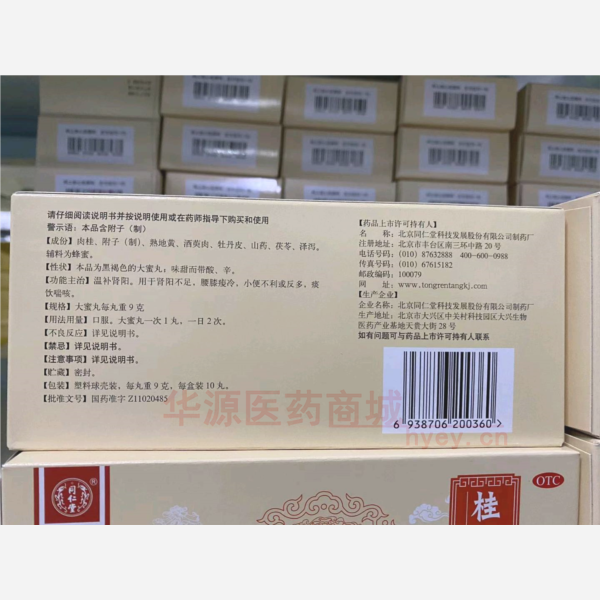 请仔细阅读说明书并按说明使用或在药师指导下购买和使用
警示语：本品含附子（制）
【成份】肉桂、附子（制）、熟地黄、酒萸肉、牡丹皮、山药、茯苓、泽泻。
辅料为蜂蜜。
【性状】本品为黑褐色的大蜜丸；味甜而带酸、辛。
【功能主治】温补肾阳。用于肾阳不足，腰膝痠冷，小便不利或反多，痰
饮喘咳。
【规格】大蜜丸每丸重9克
【用法用量】口服。大蜜丸一次1丸，一日2次。
【不良反应】详见说明书。
【禁忌】详见说明书。
【注意事项】详见说明书。
【贮藏】密封。
【包装】塑料球壳装，每丸重9克，每盒装10丸。
【批准文号】国药准字Z11020485
【药品上市许可持有人】
名　　称：北京同仁堂科技发展股份有限公司制药厂
注册地址：北京市丰台区南三环中路20号
电话号码：(010) 87632888  400-600-0988
传真号码：(010) 67615182
邮政编码：100079
网　　址：www.tongrentangkj.com
【生产企业】
企业名称：北京同仁堂科技发展股份有限公司制药厂
生产地址：北京市大兴区中关村科技园区大兴生物
医药产业基地天贵大街28号
如有问题可与药品上市许可持有人联系
6 938706 200360
华源医药商城
hyey.cn
同仁堂
®
桂
OTC